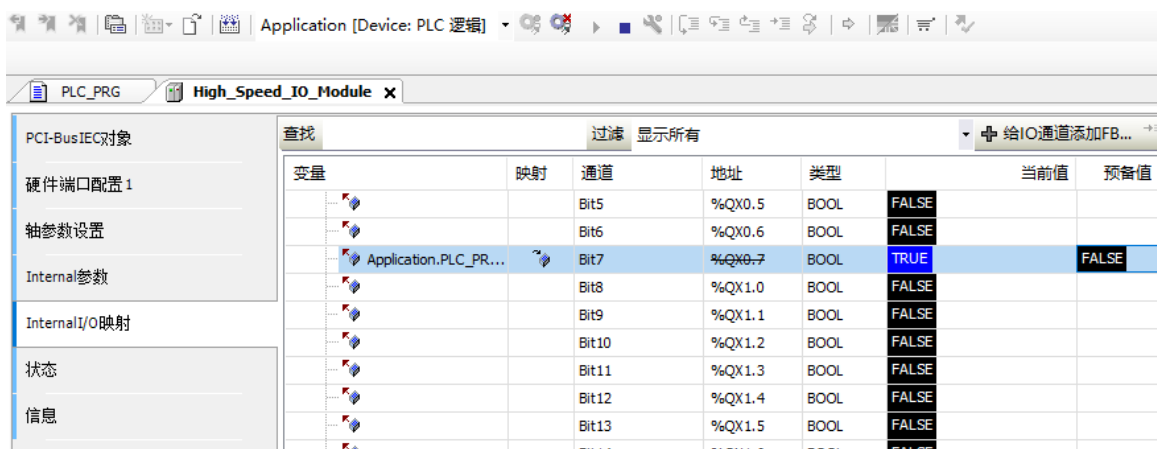 Application [Device: PLC 逻辑]
PLC_PRG High_Speed_IO_Module x
PCI-BusIEC对象
硬件端口配置1
轴参数设置
Internal参数
InternalI/O映射
状态
信息
查找 过滤 显示所有 给IO通道添加FB...
变量 映射 通道 地址 类型 当前值 预备值
Bit5 %QX0.5 BOOL FALSE
Bit6 %QX0.6 BOOL FALSE
Application.PLC_PR... Bit7 %QX0.7 BOOL TRUE FALSE
Bit8 %QX1.0 BOOL FALSE
Bit9 %QX1.1 BOOL FALSE
Bit10 %QX1.2 BOOL FALSE
Bit11 %QX1.3 BOOL FALSE
Bit12 %QX1.4 BOOL FALSE
Bit13 %QX1.5 BOOL FALSE